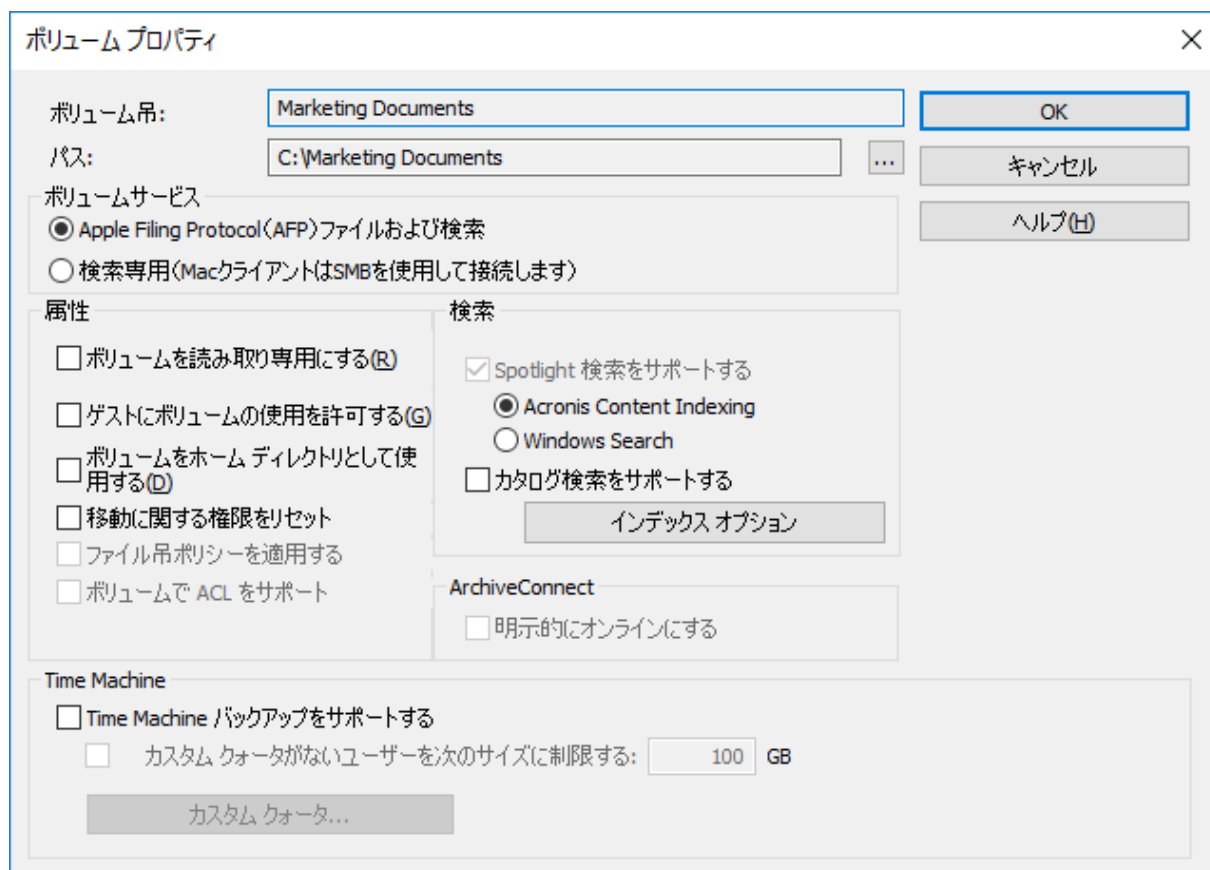 ボリューム プロパティ
ボリューム吊:
Marketing Documents
OK
パス:
C:\Marketing Documents
...
キャンセル
ヘルプ(H)
ボリュームサービス
Apple Filing Protocol(AFP)ファイルおよび検索
検索専用(MacクライアントはSMBを使用して接続します)
属性
ボリュームを読み取り専用にする(R)
ゲストにボリュームの使用を許可する(G)
ボリュームをホーム ディレクトリとして使
用する(D)
移動に関する権限をリセット
ファイル吊ポリシーを適用する
ボリュームで ACL をサポート
検索
Spotlight 検索をサポートする
Acronis Content Indexing
Windows Search
カタログ検索をサポートする
インデックス オプション
ArchiveConnect
明示的にオンラインにする
Time Machine
Time Machine バックアップをサポートする
カスタム クォータがないユーザーを次のサイズに制限する:
100
GB
カスタム クォータ...